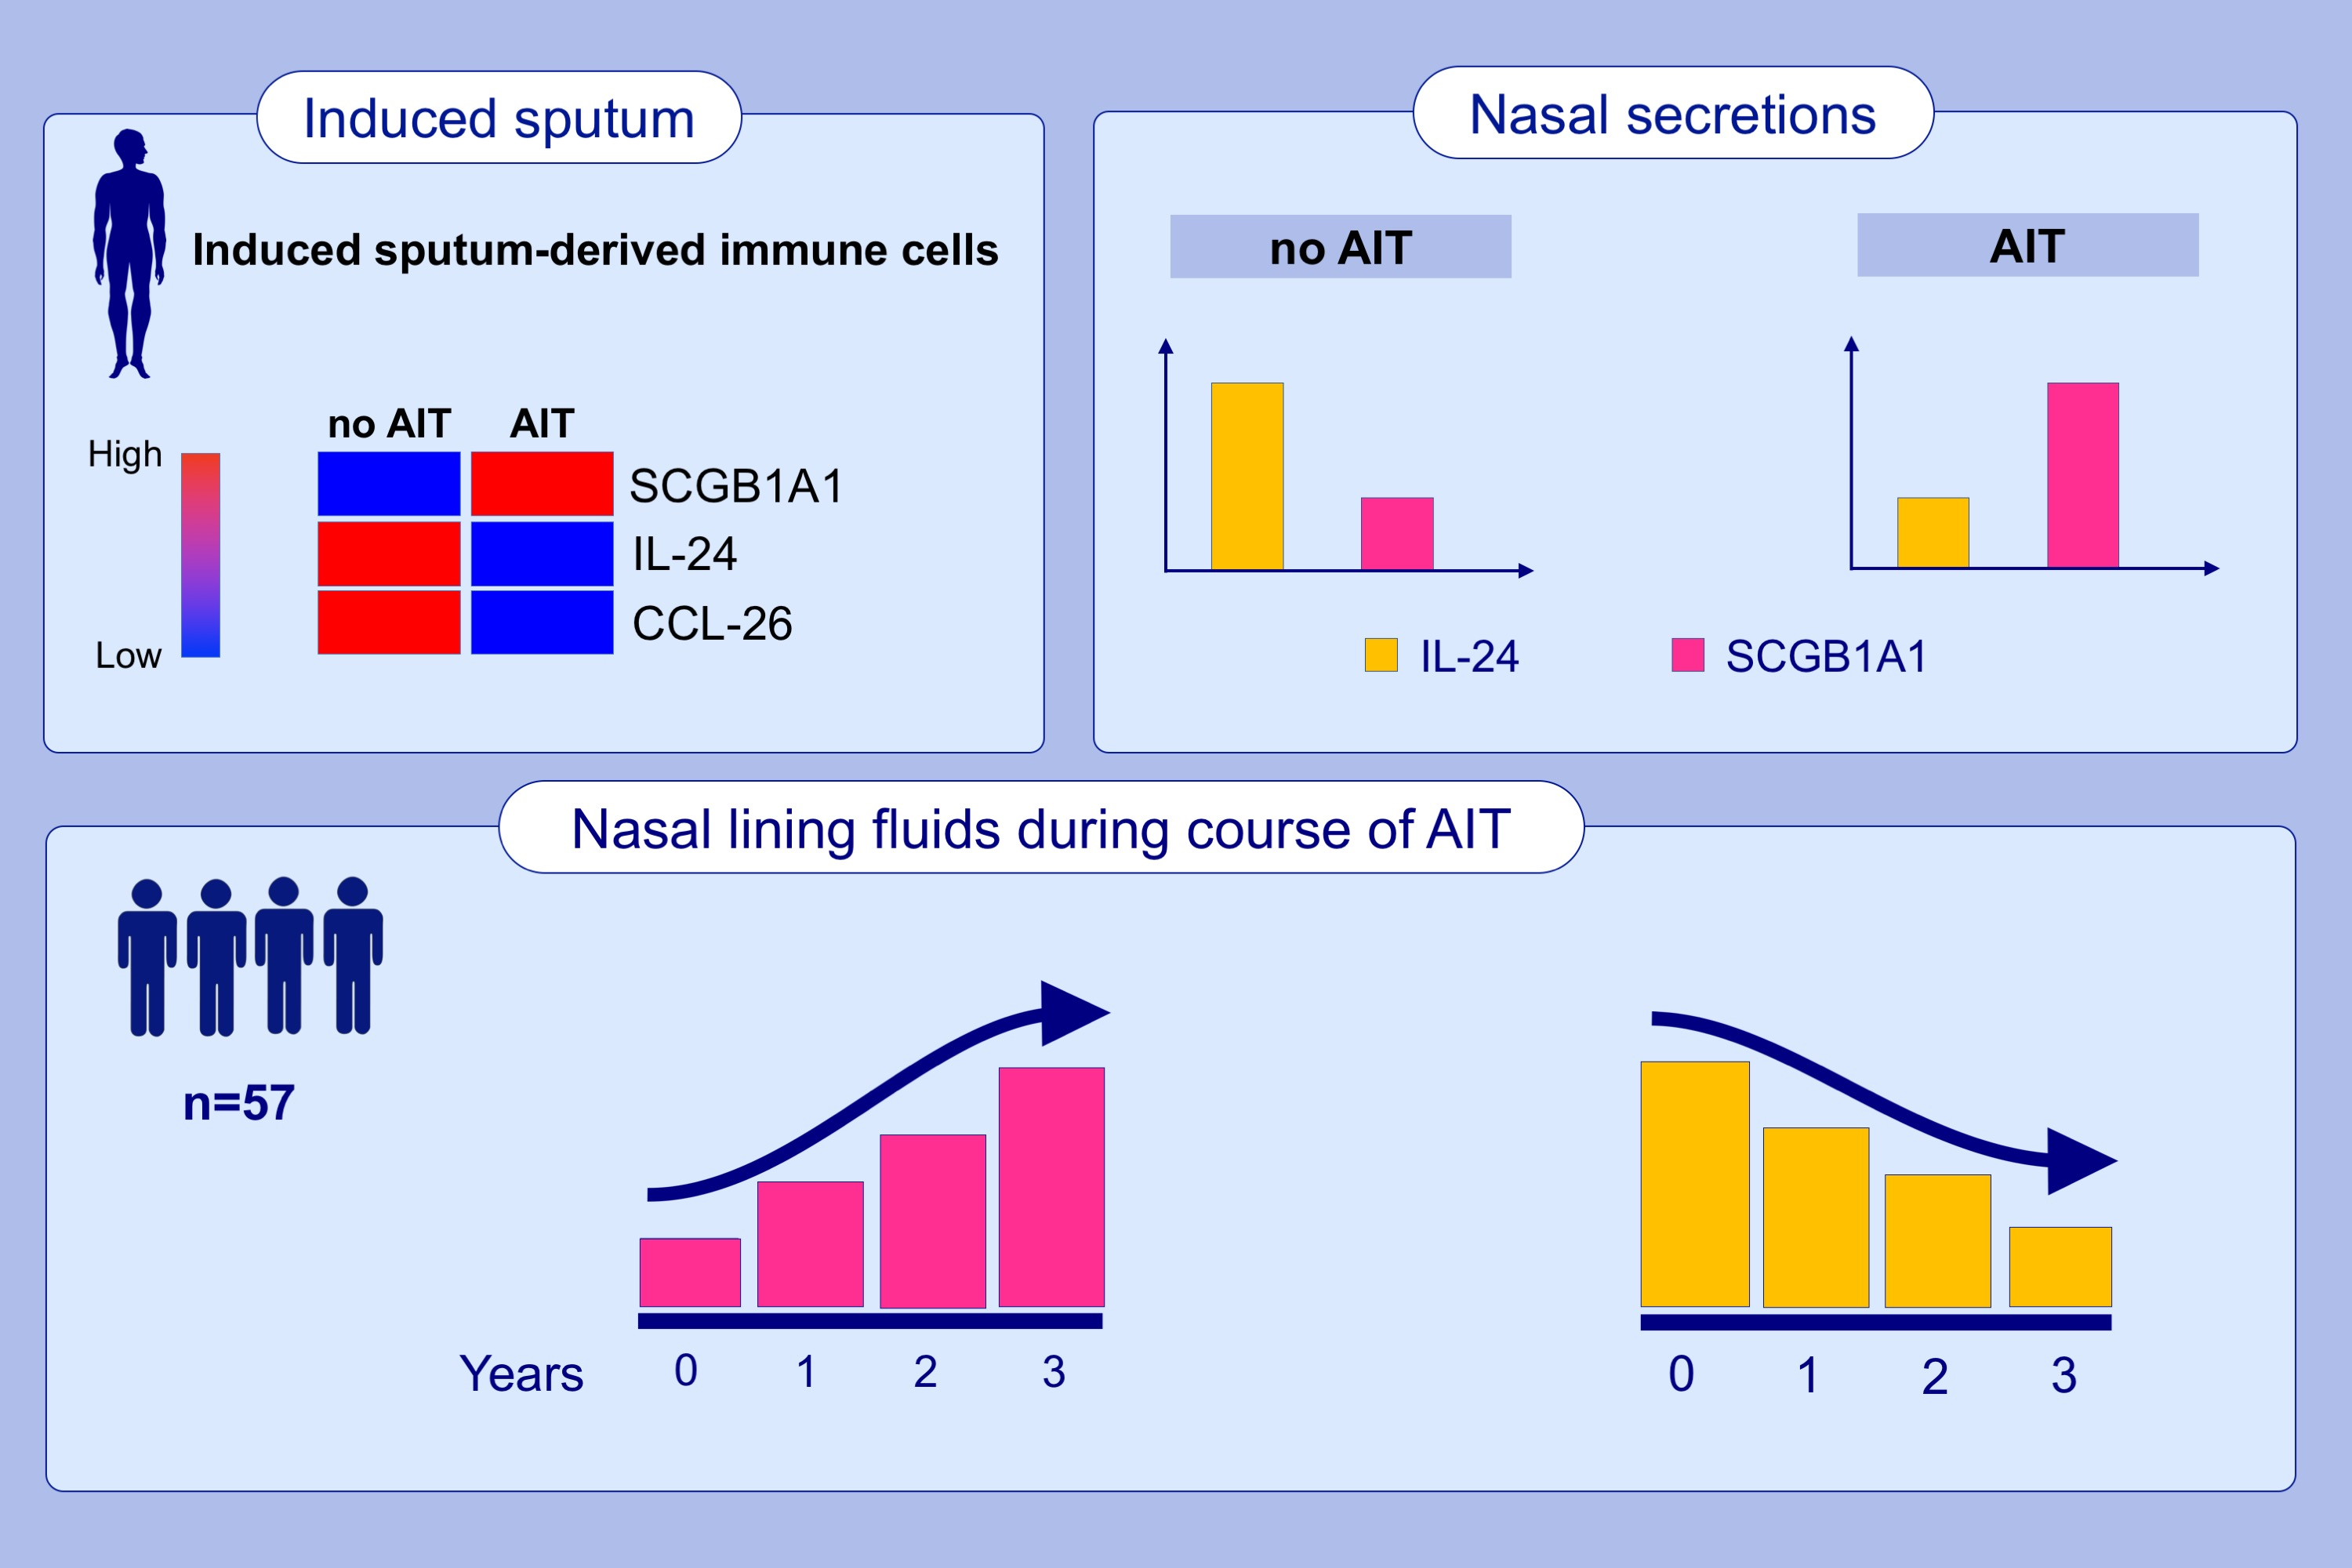 Induced sputum
Induced sputum-derived immune cells
no AIT AIT
High
Low
SCGB1A1
IL-24
CCL-26
Nasal secretions
no AIT
AIT
IL-24
SCGB1A1
Nasal lining fluids during course of AIT
n=57
Years 0 1 2 3
0 1 2 3